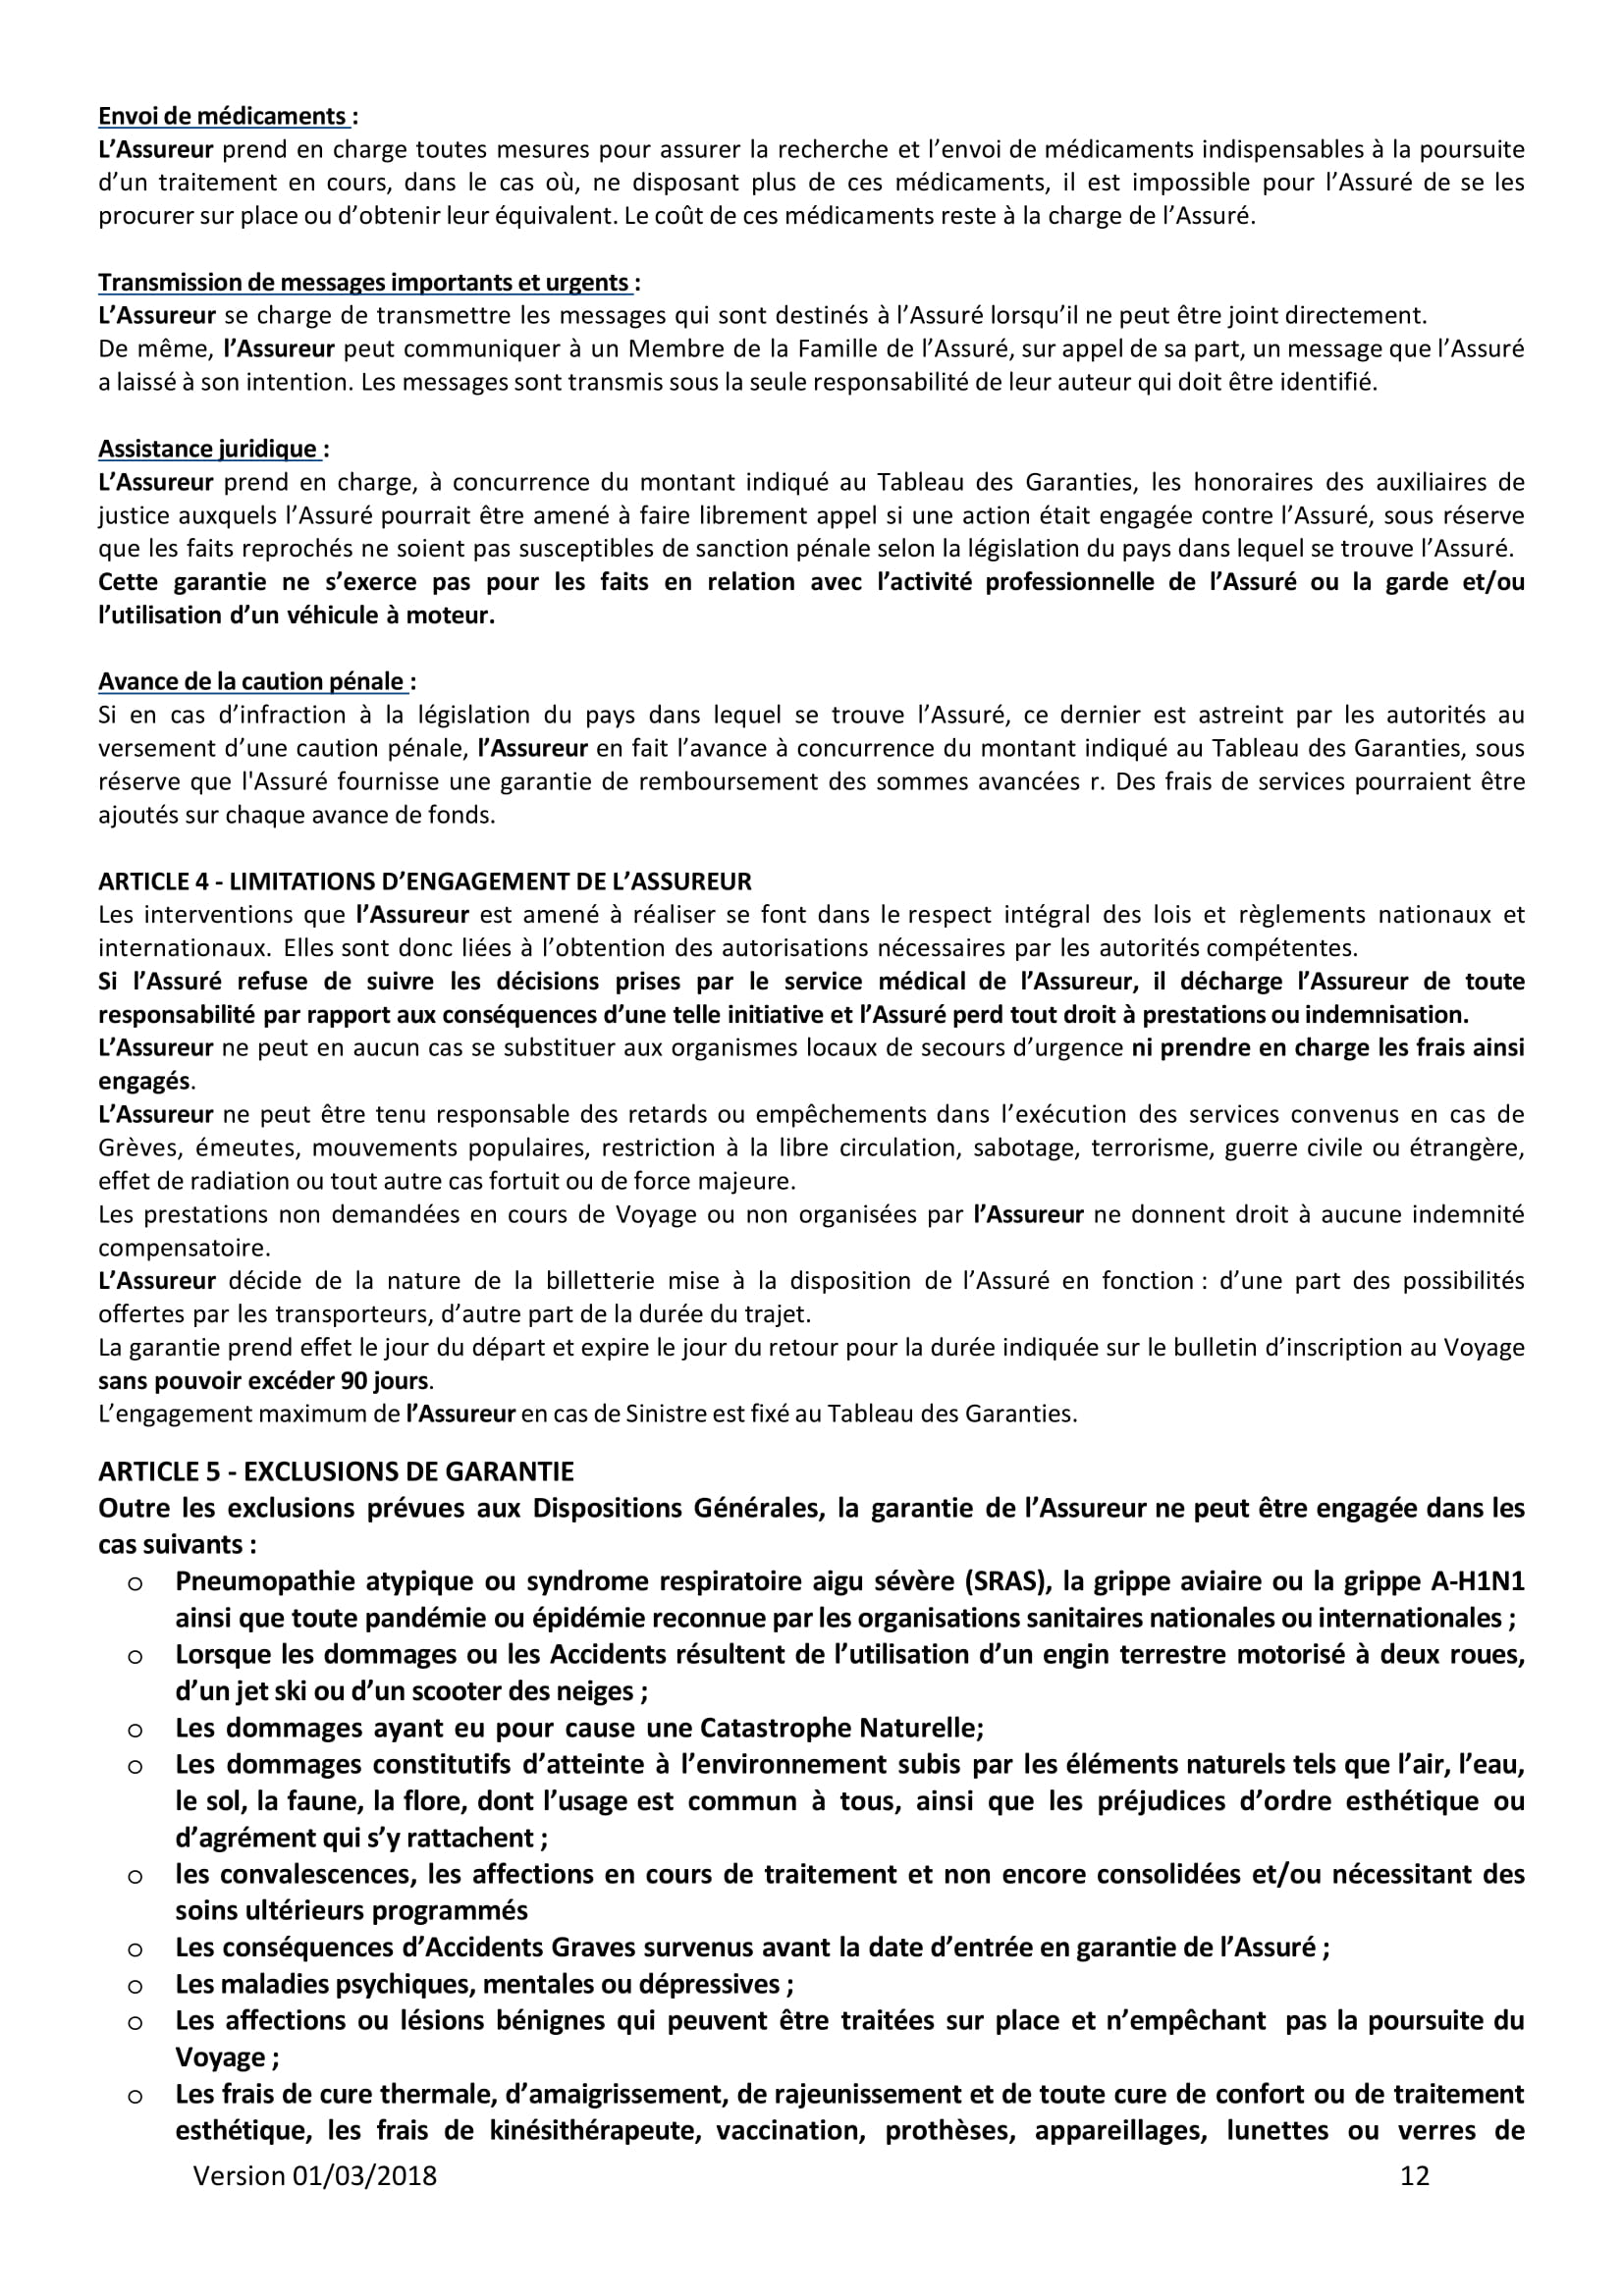 Envoi de médicaments :
L’Assureur prend en charge toutes mesures pour assurer la recherche et l’envoi de médicaments indispensables à la poursuite
d’un traitement en cours, dans le cas où, ne disposant plus de ces médicaments, il est impossible pour l’Assuré de se les
procurer sur place ou d’obtenir leur équivalent. Le coût de ces médicaments reste à la charge de l’Assuré.
Transmission de messages importants et urgents :
L’Assureur se charge de transmettre les messages qui sont destinés à l’Assuré lorsqu’il ne peut être joint directement.
De même, l’Assureur peut communiquer à un Membre de la Famille de l’Assuré, sur appel de sa part, un message que l’Assuré
a laissé à son intention. Les messages sont transmis sous la seule responsabilité de leur auteur qui doit être identifié.
Assistance juridique :
L’Assureur prend en charge, à concurrence du montant indiqué au Tableau des Garanties, les honoraires des auxiliaires de
justice auxquels l’Assuré pourrait être amené à faire librement appel si une action était engagée contre l’Assuré, sous réserve
que les faits reprochés ne soient pas susceptibles de sanction pénale selon la législation du pays dans lequel se trouve l’Assuré.
Cette garantie ne s’exerce pas pour les faits en relation avec l’activité professionnelle de l’Assuré ou la garde et/ou
l’utilisation d’un véhicule à moteur.
Avance de la caution pénale :
Si en cas d’infraction à la législation du pays dans lequel se trouve l’Assuré, ce dernier est astreint par les autorités au
versement d’une caution pénale, l’Assureur en fait l’avance à concurrence du montant indiqué au Tableau des Garanties, sous
réserve que l'Assuré fournisse une garantie de remboursement des sommes avancées r. Des frais de services pourraient être
ajoutés sur chaque avance de fonds.
ARTICLE 4 - LIMITATIONS D’ENGAGEMENT DE L’ASSUREUR
Les interventions que l’Assureur est amené à réaliser se font dans le respect intégral des lois et règlements nationaux et
internationaux. Elles sont donc liées à l’obtention des autorisations nécessaires par les autorités compétentes.
Si l’Assuré refuse de suivre les décisions prises par le service médical de l’Assureur, il décharge l’Assureur de toute
responsabilité par rapport aux conséquences d’une telle initiative et l’Assuré perd tout droit à prestations ou indemnisation.
L’Assureur ne peut en aucun cas se substituer aux organismes locaux de secours d’urgence ni prendre en charge les frais ainsi
engagés.
L’Assureur ne peut être tenu responsable des retards ou empêchements dans l’exécution des services convenus en cas de
Grèves, émeutes, mouvements populaires, restriction à la libre circulation, sabotage, terrorisme, guerre civile ou étrangère,
effet de radiation ou tout autre cas fortuit ou de force majeure.
Les prestations non demandées en cours de Voyage ou non organisées par l’Assureur ne donnent droit à aucune indemnité
compensatoire.
L’Assureur décide de la nature de la billetterie mise à la disposition de l’Assuré en fonction : d’une part des possibilités
offertes par les transporteurs, d’autre part de la durée du trajet.
La garantie prend effet le jour du départ et expire le jour du retour pour la durée indiquée sur le bulletin d’inscription au Voyage
sans pouvoir excéder 90 jours.
L’engagement maximum de l’Assureur en cas de Sinistre est fixé au Tableau des Garanties.
ARTICLE 5 - EXCLUSIONS DE GARANTIE
Outre les exclusions prévues aux Dispositions Générales, la garantie de l’Assureur ne peut être engagée dans les
cas suivants :
o Pneumopathie atypique ou syndrome respiratoire aigu sévère (SRAS), la grippe aviaire ou la grippe A-H1N1
ainsi que toute pandémie ou épidémie reconnue par les organisations sanitaires nationales ou internationales ;
o Lorsque les dommages ou les Accidents résultent de l’utilisation d’un engin terrestre motorisé à deux roues,
d’un jet ski ou d’un scooter des neiges ;
o Les dommages ayant eu pour cause une Catastrophe Naturelle;
o Les dommages constitutifs d’atteinte à l’environnement subis par les éléments naturels tels que l’air, l’eau,
le sol, la faune, la flore, dont l’usage est commun à tous, ainsi que les préjudices d’ordre esthétique ou
d’agrément qui s’y rattachent ;
o les convalescences, les affections en cours de traitement et non encore consolidées et/ou nécessitant des
soins ultérieurs programmés
o Les conséquences d’Accidents Graves survenus avant la date d’entrée en garantie de l’Assuré ;
o Les maladies psychiques, mentales ou dépressives ;
o Les affections ou lésions bénignes qui peuvent être traitées sur place et n’empêchant pas la poursuite du
Voyage ;
o Les frais de cure thermale, d’amaigrissement, de rajeunissement et de toute cure de confort ou de traitement
esthétique, les frais de kinésithérapeute, vaccination, prothèses, appareillages, lunettes ou verres de
Version 01/03/2018 12